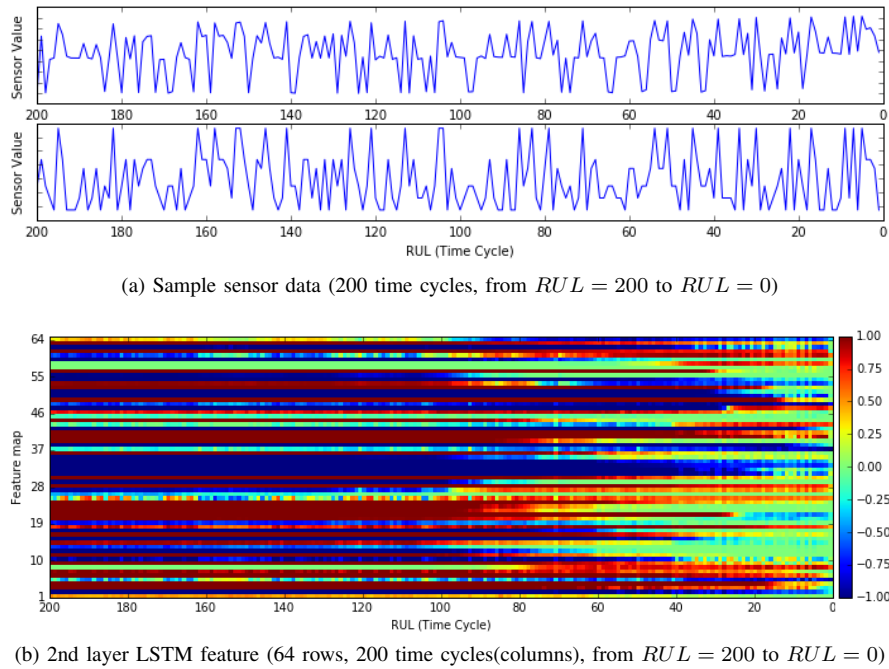 Sensor Value
200 180 160 140 120 100 80 60 40 20 0
Sensor Value
200 180 160 140 120 100 80 60 40 20 0
RUL (Time Cycle)
(a) Sample sensor data (200 time cycles, from RUL = 200 to RUL = 0)
Feature map
64
55
46
37
28
19
10
1
200 180 160 140 120 100 80 60 40 20 0
RUL (Time Cycle)
1.00
0.75
0.50
0.25
0.00
−0.25
−0.50
−0.75
−1.00
(b) 2nd layer LSTM feature (64 rows, 200 time cycles(columns), from RUL = 200 to RUL = 0)